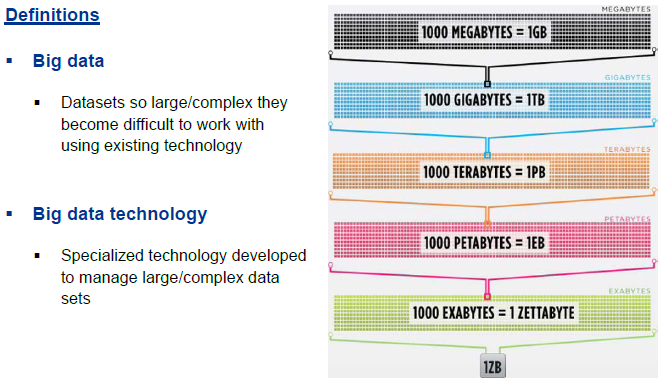 Definitions
Big data
Datasets so large/complex they
become difficult to work with
using existing technology
Big data technology
Specialized technology developed
to manage large/complex data
sets
MEGABYTES
1000 MEGABYTES = 1GB
GIGABYTES
1000 GIGABYTES = 1TB
TERABYTES
1000 TERABYTES = 1PB
PETABYTES
1000 PETABYTES = 1EB
EXABYTES
1000 EXABYTES = 1 ZETTABYTE
1ZB